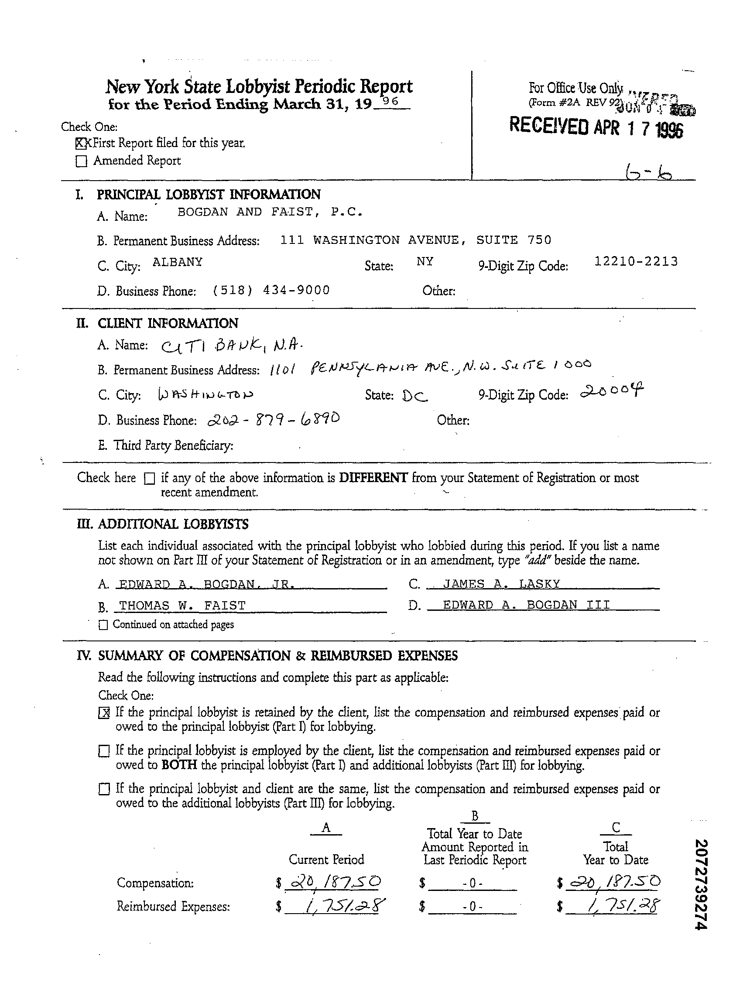 New York State Lobbyist Periodic Report
for the Period Ending March 31, 19 96
For Office Use Only
(Form #2A REV 92)
RECEIVED APR 17 1996
6-6
Check One:
☒ First Report filed for this year.
☐ Amended Report
I. PRINCIPAL LOBBYIST INFORMATION
A. Name: BOGDAN AND FAIST, P.C.
B. Permanent Business Address: 111 WASHINGTON AVENUE, SUITE 750
C. City: ALBANY State: NY 9-Digit Zip Code: 12210-2213
D. Business Phone: (518) 434-9000 Other:
II. CLIENT INFORMATION
A. Name: CITI BANK, N.A.
B. Permanent Business Address: 1101 PENNSYLANIA AVE., N.W. SUITE 1000
C. City: WASHINGTON State: DC 9-Digit Zip Code: 20004
D. Business Phone: 202-879-6890 Other:
E. Third Party Beneficiary:
Check here ☐ if any of the above information is DIFFERENT from your Statement of Registration or most
recent amendment.
III. ADDITIONAL LOBBYISTS
List each individual associated with the principal lobbyist who lobbied during this period. If you list a name
not shown on Part III of your Statement of Registration or in an amendment, type "add" beside the name.
A. EDWARD A. BOGDAN, JR. C. JAMES A. LASKY
B. THOMAS W. FAIST D. EDWARD A. BOGDAN III
☐ Continued on attached pages
IV. SUMMARY OF COMPENSATION & REIMBURSED EXPENSES
Read the following instructions and complete this part as applicable:
Check One:
☒ If the principal lobbyist is retained by the client, list the compensation and reimbursed expenses paid or
owed to the principal lobbyist (Part I) for lobbying.
☐ If the principal lobbyist is employed by the client, list the compensation and reimbursed expenses paid or
owed to BOTH the principal lobbyist (Part I) and additional lobbyists (Part III) for lobbying.
☐ If the principal lobbyist and client are the same, list the compensation and reimbursed expenses paid or
owed to the additional lobbyists (Part III) for lobbying.
A B C
Total Year to Date
Amount Reported in Total
Current Period Last Periodic Report Year to Date
Compensation: $ 20,187.50 $ -0- $ 20,187.50
Reimbursed Expenses: $ 1,751.28 $ -0- $ 1,751.28
2072739274